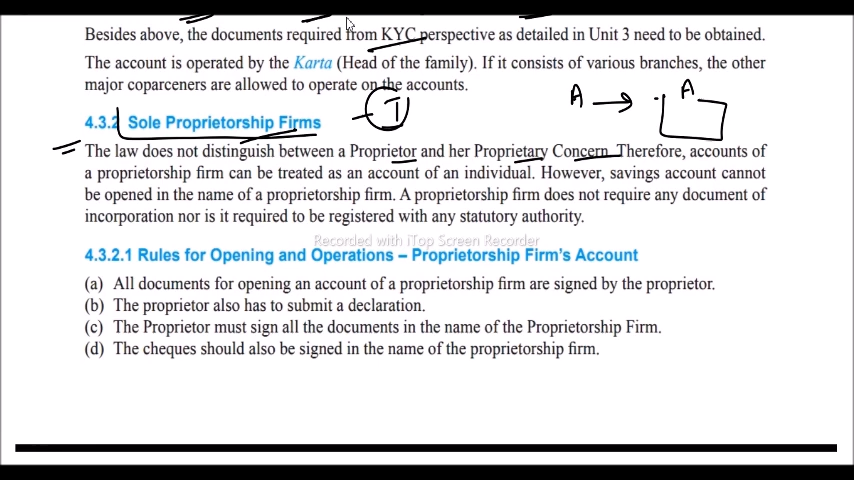 Besides above, the documents required from KYC perspective as detailed in Unit 3 need to be obtained.
The account is operated by the Karta (Head of the family). If it consists of various branches, the other
major coparceners are allowed to operate on the accounts.
A → A
4.3.2 Sole Proprietorship Firms
The law does not distinguish between a Proprietor and her Proprietary Concern. Therefore, accounts of
a proprietorship firm can be treated as an account of an individual. However, savings account cannot
be opened in the name of a proprietorship firm. A proprietorship firm does not require any document of
incorporation nor is it required to be registered with any statutory authority.
Recorded with iTop Screen Recorder
4.3.2.1 Rules for Opening and Operations – Proprietorship Firm's Account
(a) All documents for opening an account of a proprietorship firm are signed by the proprietor.
(b) The proprietor also has to submit a declaration.
(c) The Proprietor must sign all the documents in the name of the Proprietorship Firm.
(d) The cheques should also be signed in the name of the proprietorship firm.